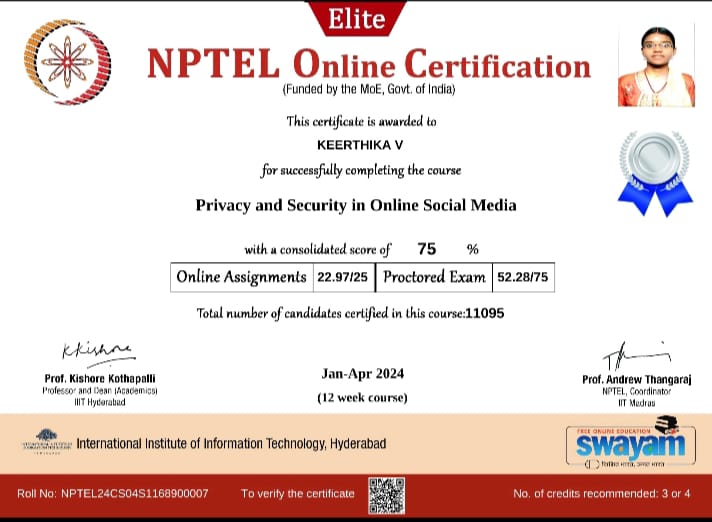 Elite
NPTEL Online Certification
(Funded by the MoE, Govt. of India)
This certificate is awarded to
KEERTHIKA V
for successfully completing the course
Privacy and Security in Online Social Media
with a consolidated score of 75 %
Online Assignments 22.97/25 Proctored Exam 52.28/75
Total number of candidates certified in this course:11095
Kkishore
Prof. Kishore Kothapalli
Professor and Dean (Academics)
IIIT Hyderabad
Jan-Apr 2024
(12 week course)
Prof. Andrew Thangaraj
NPTEL, Coordinator
IIT Madras
International Institute of Information Technology, Hyderabad
FREE ONLINE EDUCATION
swayam
शिक्षित भारत, उन्नत भारत
Roll No: NPTEL24CS04S1168900007 To verify the certificate No. of credits recommended: 3 or 4